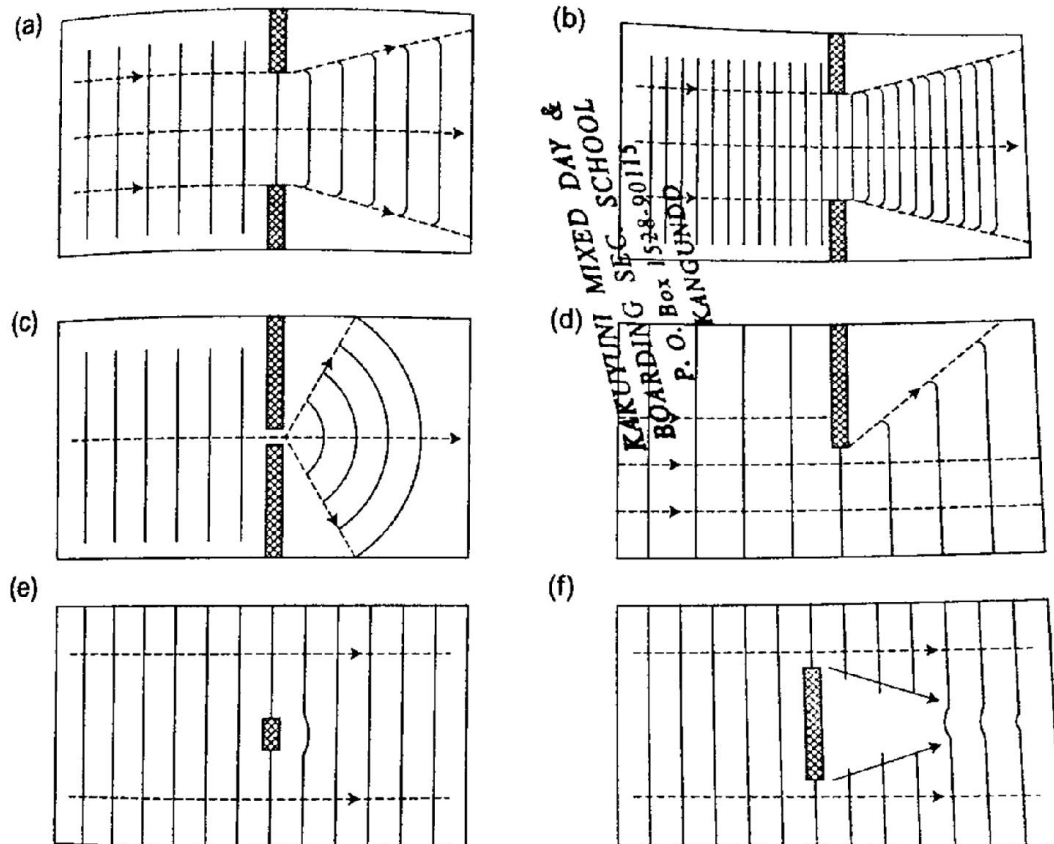 (a)
(b)
KAKUYUNI MIXED DAY &
BOARDING SEC. SCHOOL
P. O. Box 1528-90115,
KANGUNDO
(c)
(d)
(e)
(f)